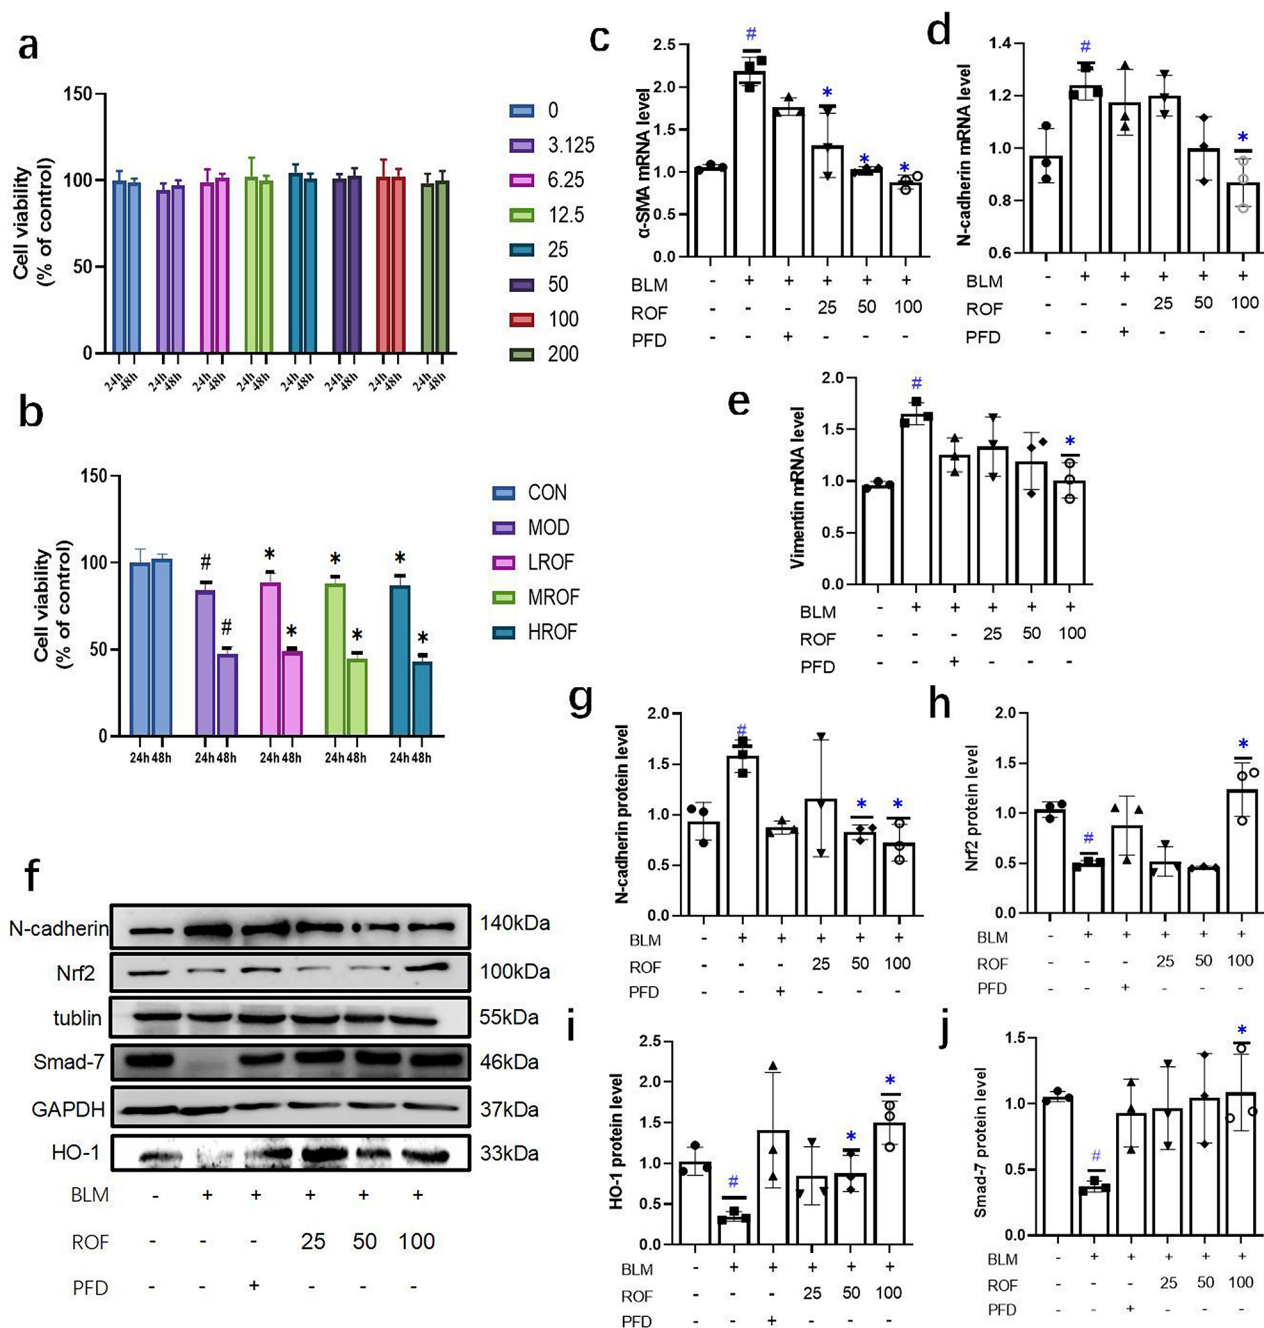 a
Cell viability
(% of control)
150
100
50
0
24h 48h 24h 48h 24h 48h 24h 48h 24h 48h 24h 48h 24h 48h 24h 48h
0
3.125
6.25
12.5
25
50
100
200
b
Cell viability
(% of control)
150
100
50
0
# # * * * * * *
24h 48h 24h 48h 24h 48h 24h 48h 24h 48h
CON
MOD
LROF
MROF
HROF
c
α-SMA mRNA level
2.5
2.0
1.5
1.0
0.5
0.0
# * * *
BLM - + + + + +
ROF - - - 25 50 100
PFD - - + - - -
d
N-cadherin mRNA level
1.4
1.2
1.0
0.8
0.6
# *
BLM - + + + + +
ROF - - - 25 50 100
PFD - - + - - -
e
Vimentin mRNA level
2.0
1.5
1.0
0.5
0.0
# *
BLM - + + + + +
ROF - - - 25 50 100
PFD - - + - - -
f
N-cadherin 140kDa
Nrf2 100kDa
tublin 55kDa
Smad-7 46kDa
GAPDH 37kDa
HO-1 33kDa
BLM - + + + + +
ROF - - - 25 50 100
PFD - - + - - -
g
N-cadherin protein level
2.0
1.5
1.0
0.5
0.0
# * *
BLM - + + + + +
ROF - - - 25 50 100
PFD - - + - - -
h
Nrf2 protein level
2.0
1.5
1.0
0.5
0.0
# *
BLM - + + + + +
ROF - - - 25 50 100
PFD - - + - - -
i
HO-1 protein level
2.5
2.0
1.5
1.0
0.5
0.0
# * *
BLM - + + + + +
ROF - - - 25 50 100
PFD - - + - - -
j
Smad-7 protein level
1.5
1.0
0.5
0.0
# *
BLM - + + + + +
ROF - - - 25 50 100
PFD - - + - - -